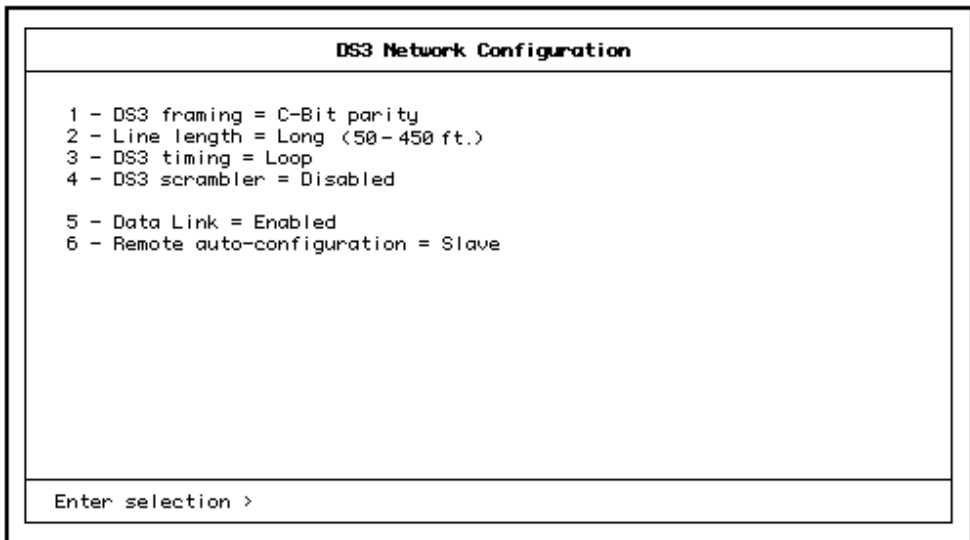 DS3 Network Configuration
1 - DS3 framing = C-Bit parity
2 - Line length = Long (50-450 ft.)
3 - DS3 timing = Loop
4 - DS3 scrambler = Disabled
5 - Data Link = Enabled
6 - Remote auto-configuration = Slave
Enter selection >